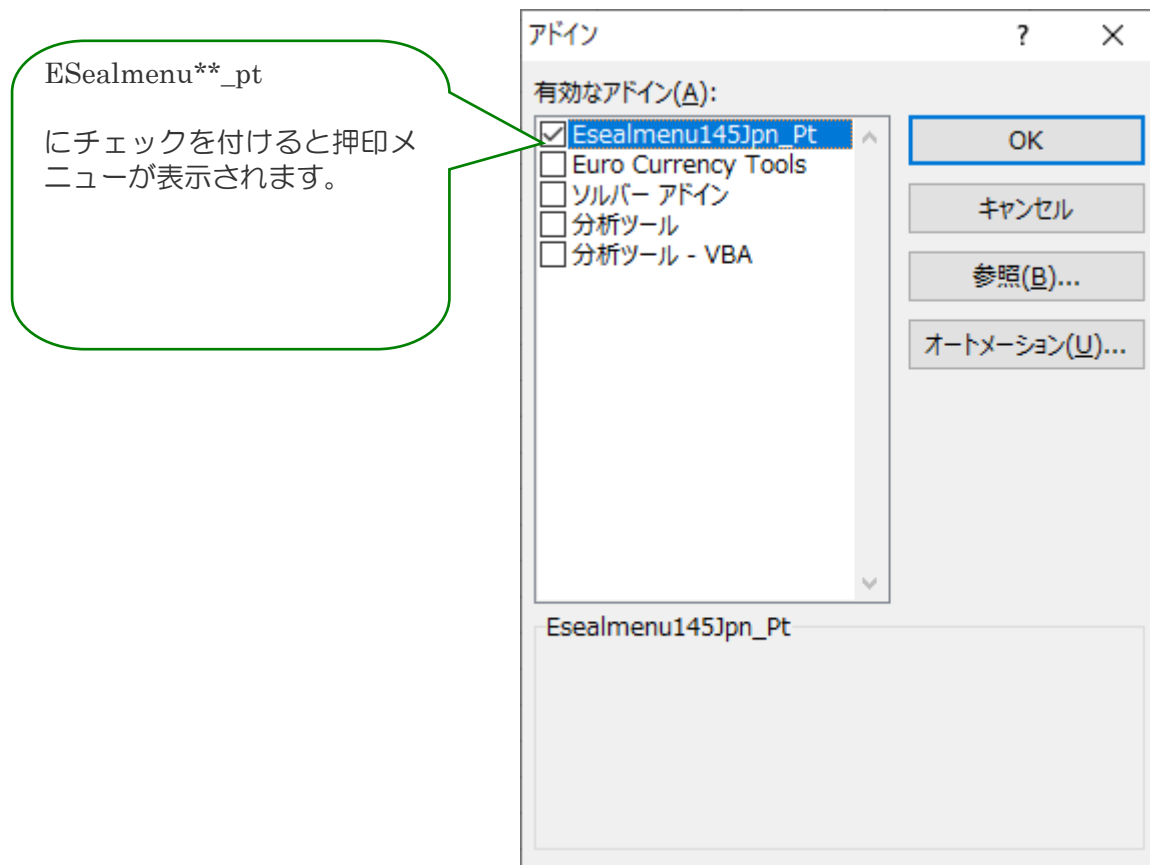 ESealmenu**_pt
にチェックを付けると押印メ
ニューが表示されます。
アドイン
?
×
有効なアドイン(A):
Esealmenu145Jpn_Pt
Euro Currency Tools
ソルバー アドイン
分析ツール
分析ツール - VBA
OK
キャンセル
参照(B)...
オートメーション(U)...
Esealmenu145Jpn_Pt